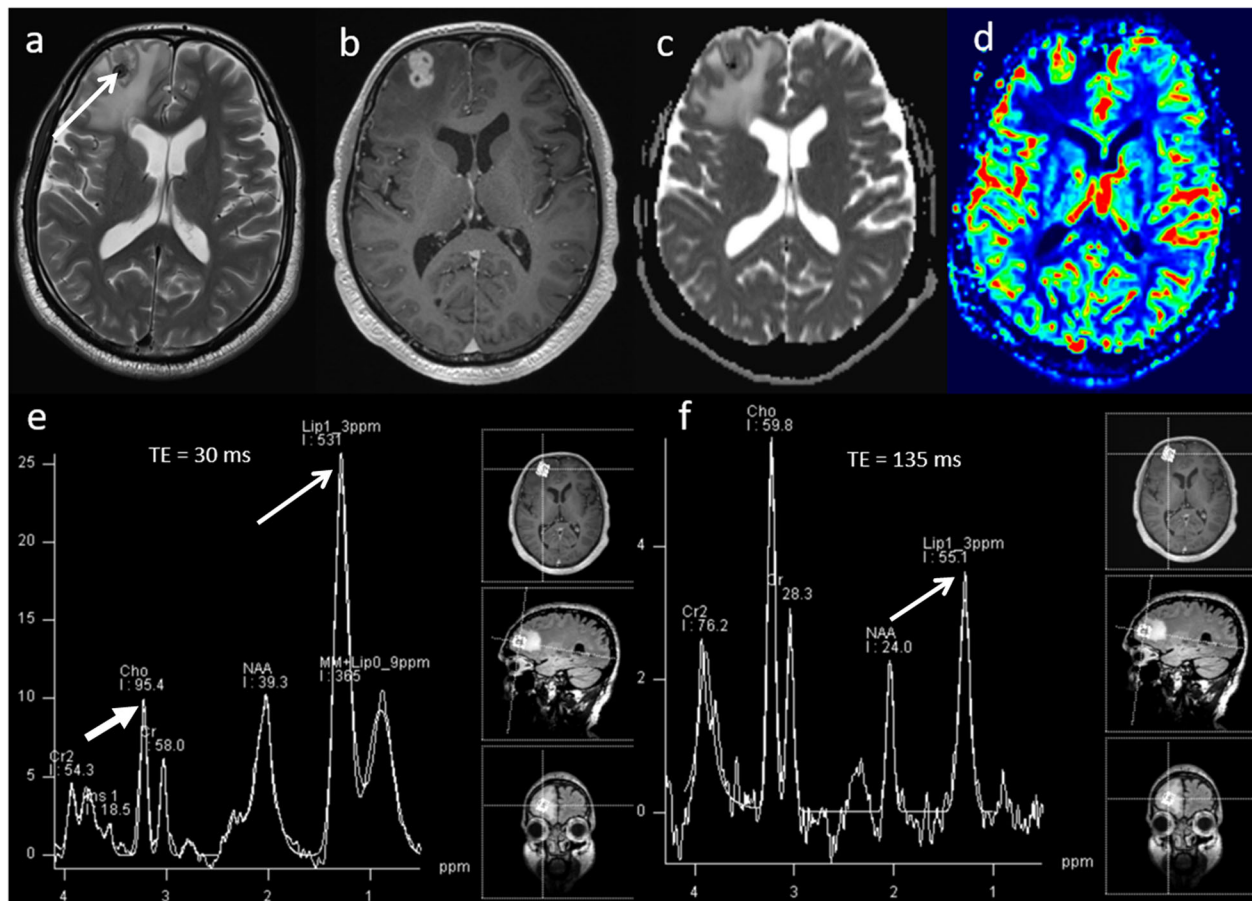 a
b
c
d
e
TE = 30 ms
Lip1_3ppm
I : 531
MM+Lip0_9ppm
I : 365
NAA
I : 39.3
Cho
I : 95.4
Cr
I : 58.0
Cr2
I : 54.3
I : 18.5
25
20
15
10
5
0
4
3
2
1
ppm
f
TE = 135 ms
Cho
I : 59.8
Cr
28.3
Cr2
I : 76.2
NAA
I : 24.0
Lip1_3ppm
I : 55.1
4
2
0
4
3
2
1
ppm